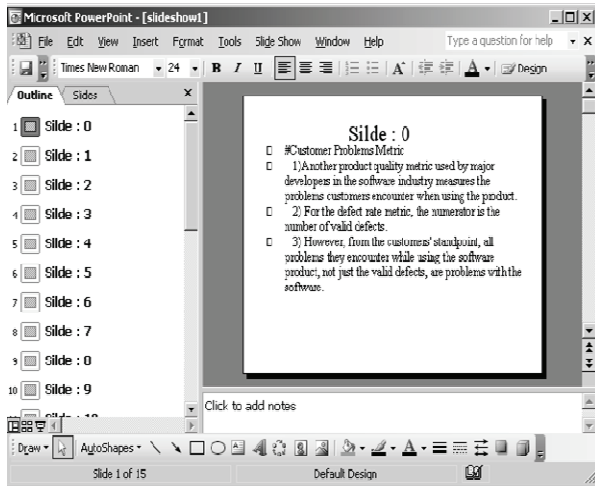 Microsoft PowerPoint - [slideshow1]
File Edit View Insert Format Tools Slide Show Window Help Type a question for help
Times New Roman 24 B I U A A Design
Outline Slides x
1 Silde : 0
2 Silde : 1
3 Silde : 2
4 Silde : 3
5 Silde : 4
6 Silde : 5
7 Silde : 6
8 Silde : 7
9 Silde : 0
10 Silde : 9
Silde : 0
#Customer Problems Metric
1)Another product quality metric used by major
developers in the software industry measures the
problems customers encounter when using the product.
2) For the defect rate metric, the numerator is the
number of valid defects.
3) However, from the customers' standpoint, all
problems they encounter while using the software
product, not just the valid defects, are problems with the
software.
Click to add notes
Draw AutoShapes A
Slide 1 of 15 Default Design